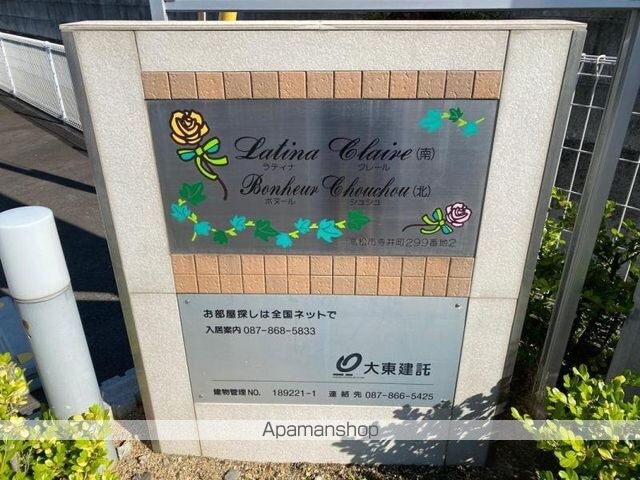 Latina Claire (南)
ラティナ クレール
Bonheur Chouchou (北)
ボヌール シュシュ
高松市寺井町299番地2
お部屋探しは全国ネットで
入居案内 087-868-5833
大東建託
建物管理NO. 189221-1 連絡先 087-866-5425
Apamanshop